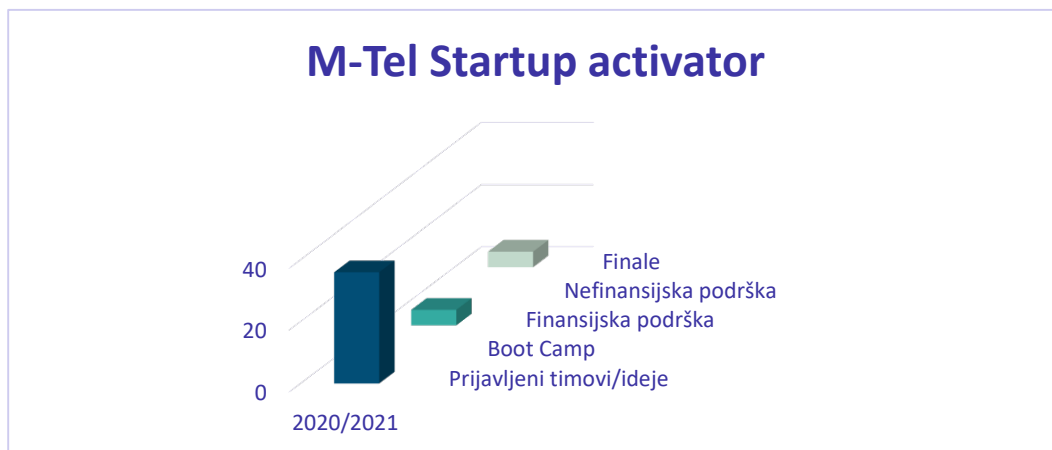 M-Tel Startup activator
40
20
0
Finale
Nefinansijska podrška
Finansijska podrška
Boot Camp
Prijavljeni timovi/ideje
2020/2021